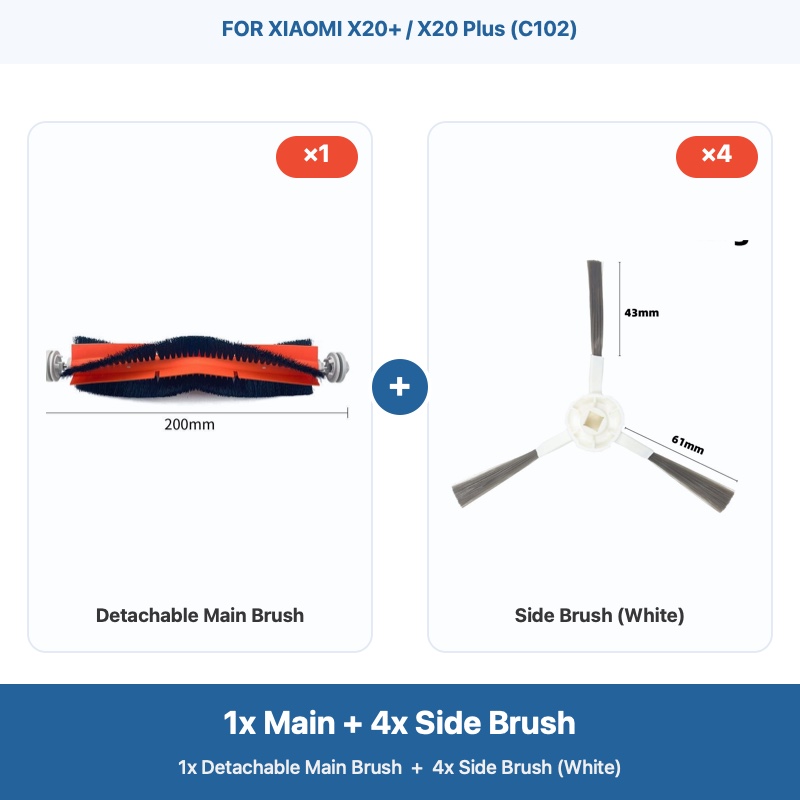 FOR XIAOMI X20+ / X20 Plus (C102)
×1
×4
43mm
61mm
200mm
+
Detachable Main Brush
Side Brush (White)
1x Main + 4x Side Brush
1x Detachable Main Brush + 4x Side Brush (White)